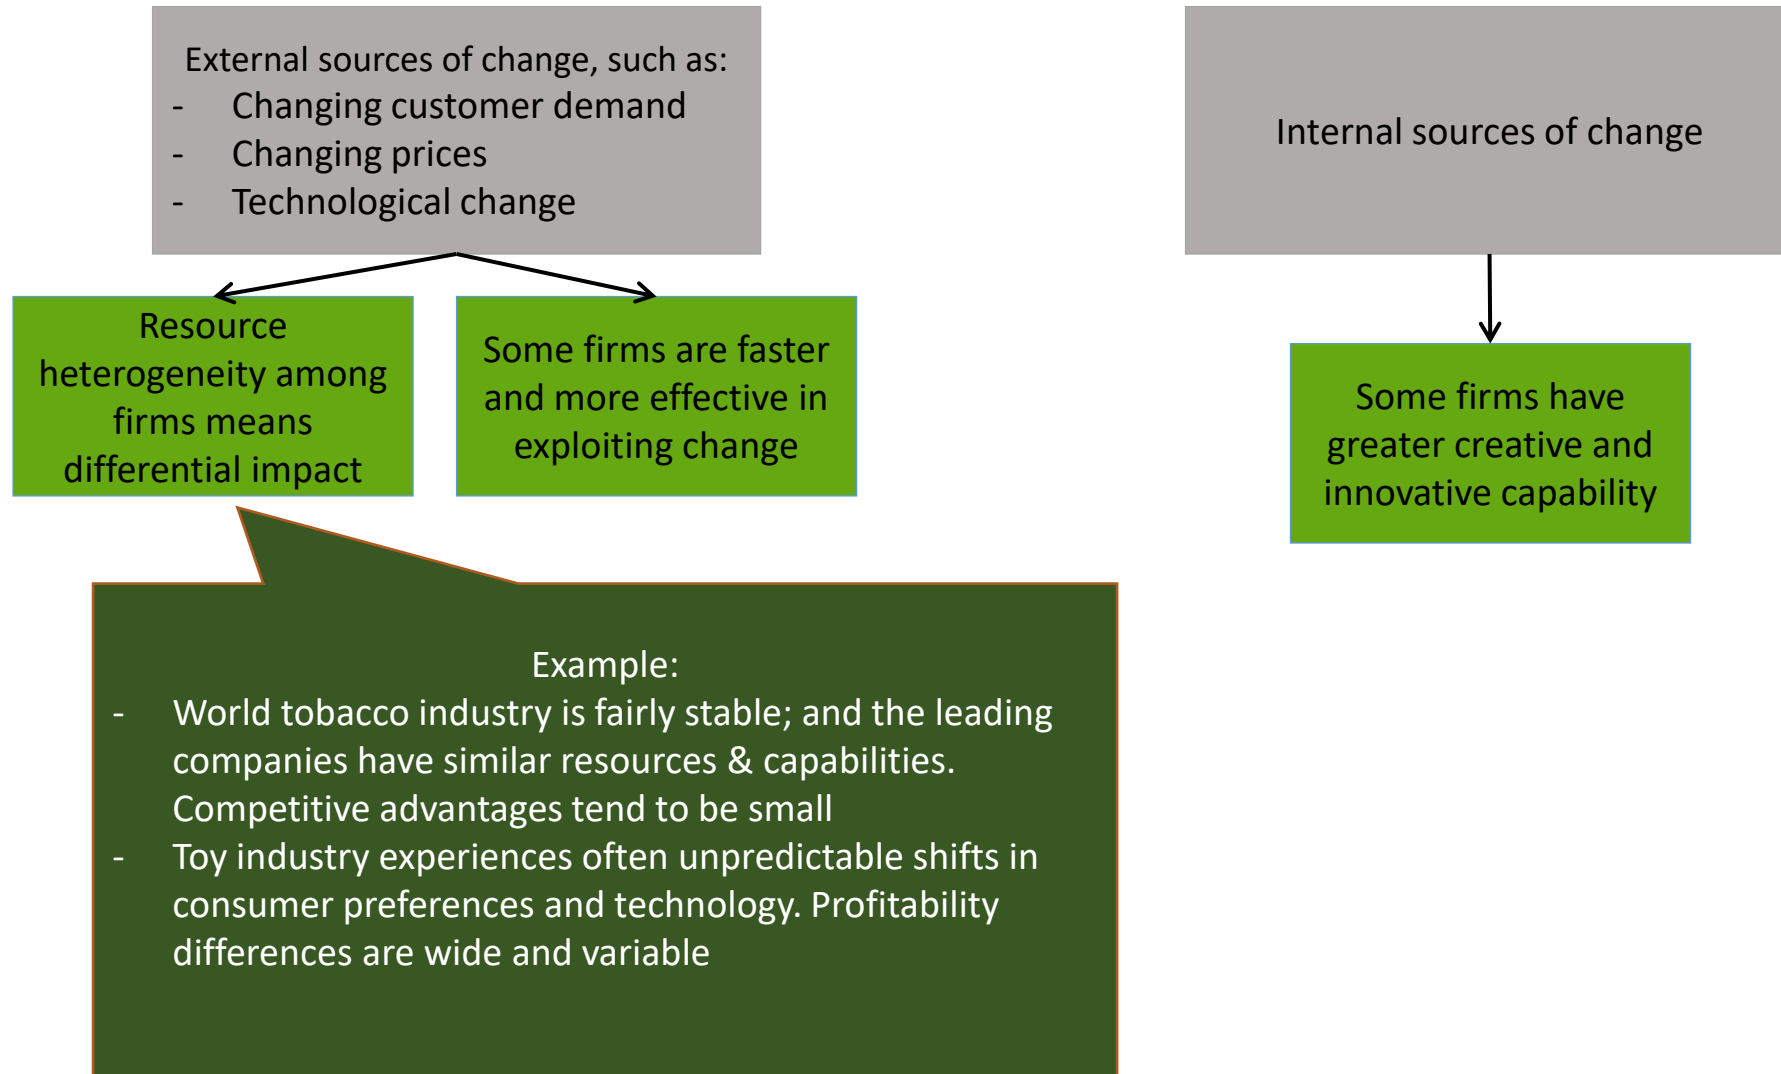 External sources of change, such as:
- Changing customer demand
- Changing prices
- Technological change
Internal sources of change
Resource
heterogeneity among
firms means
differential impact
Some firms are faster
and more effective in
exploiting change
Some firms have
greater creative and
innovative capability
Example:
- World tobacco industry is fairly stable; and the leading
companies have similar resources & capabilities.
Competitive advantages tend to be small
- Toy industry experiences often unpredictable shifts in
consumer preferences and technology. Profitability
differences are wide and variable